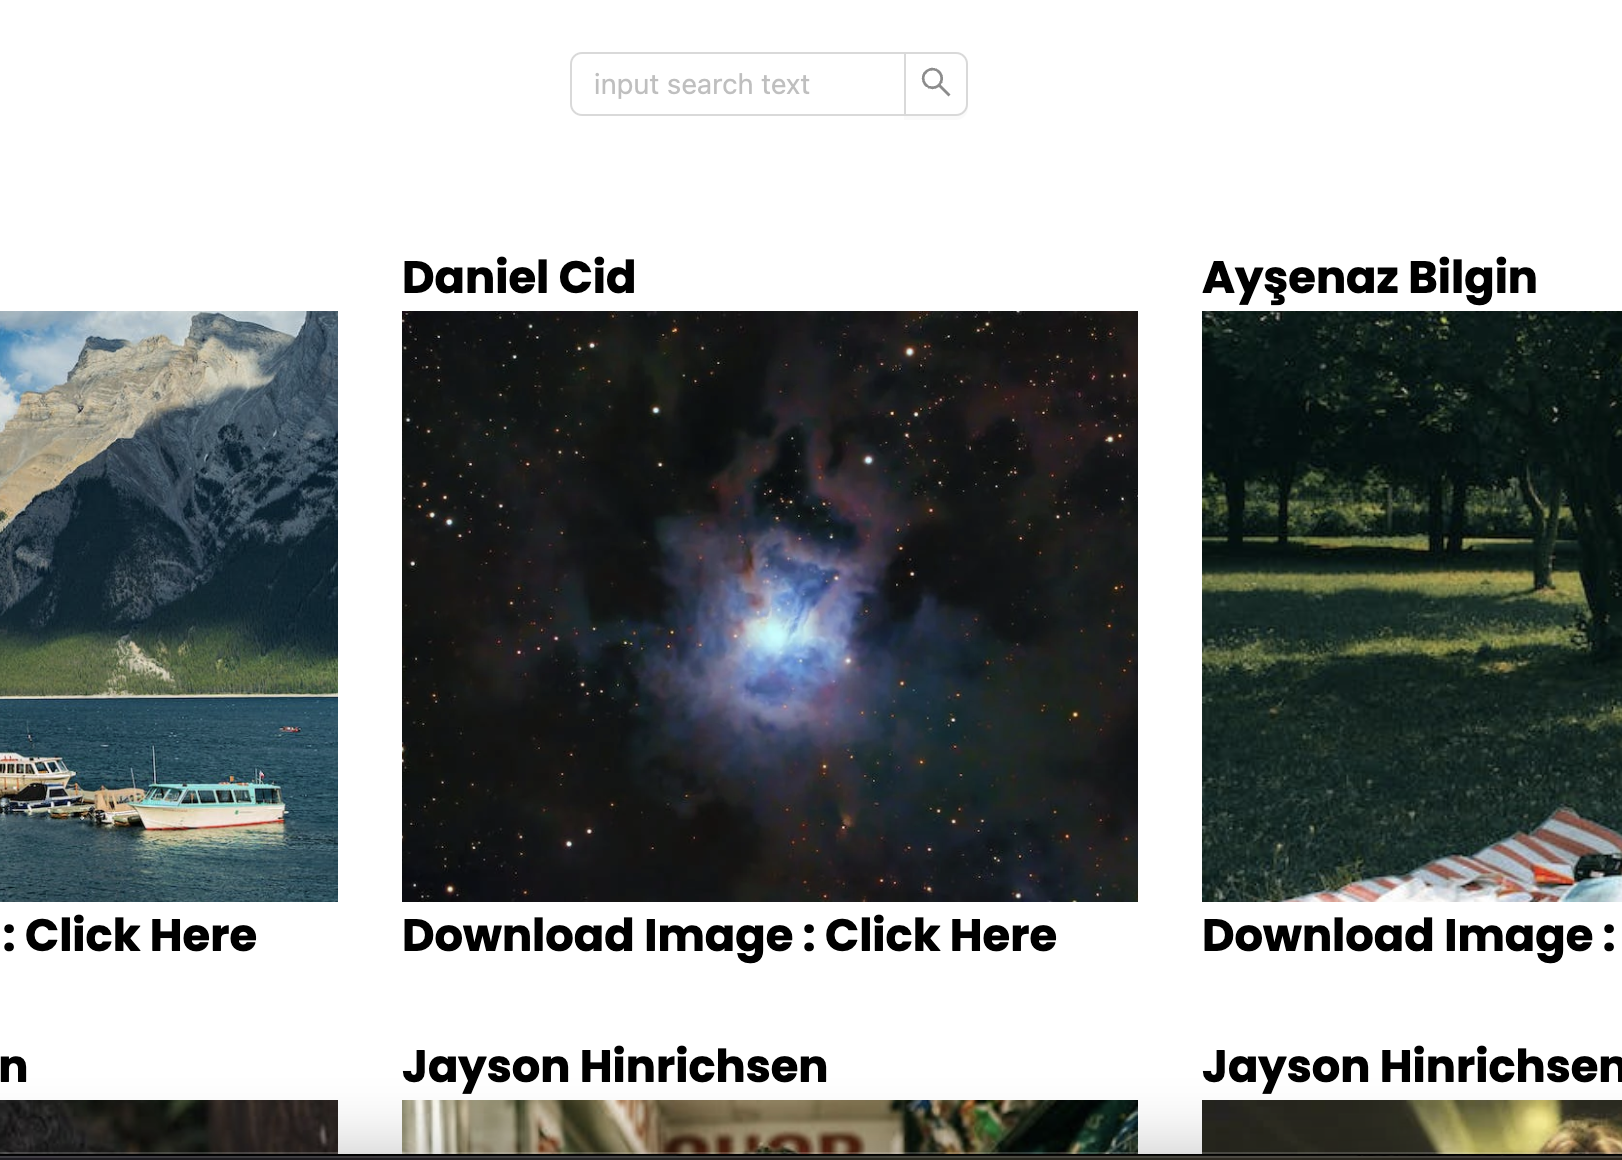 input search text
Daniel Cid
Ayşenaz Bilgin
: Click Here
Download Image : Click Here
Download Image :
n
Jayson Hinrichsen
Jayson Hinrichsen